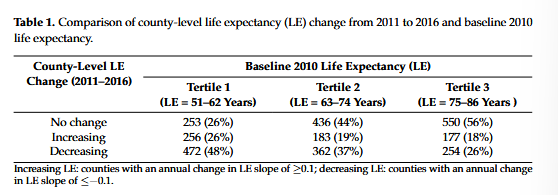 Table 1. Comparison of county-level life expectancy (LE) change from 2011 to 2016 and baseline 2010
life expectancy.
County-Level LE Change (2011–2016) Baseline 2010 Life Expectancy (LE)
Tertile 1 (LE = 51–62 Years) Tertile 2 (LE = 63–74 Years) Tertile 3 (LE = 75–86 Years )
No change 253 (26%) 436 (44%) 550 (56%)
Increasing 256 (26%) 183 (19%) 177 (18%)
Decreasing 472 (48%) 362 (37%) 254 (26%)
Increasing LE: counties with an annual change in LE slope of ≥0.1; decreasing LE: counties with an annual change
in LE slope of ≤−0.1.